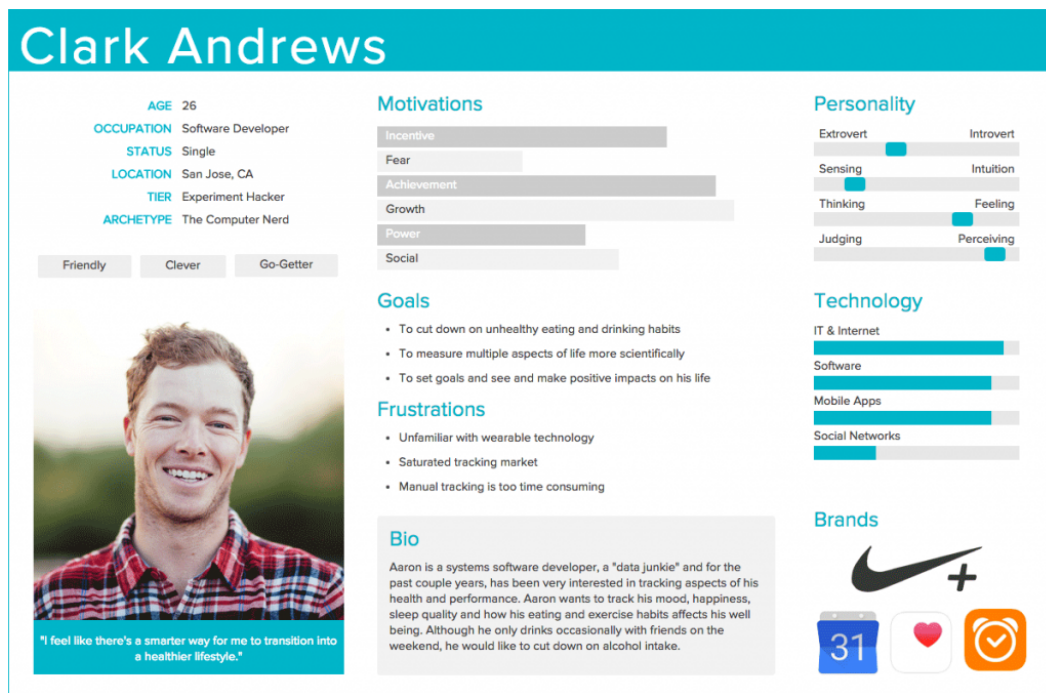 Clark Andrews
AGE 26
OCCUPATION Software Developer
STATUS Single
LOCATION San Jose, CA
TIER Experiment Hacker
ARCHETYPE The Computer Nerd
Friendly Clever Go-Getter
"I feel like there's a smarter way for me to transition into
a healthier lifestyle."
Motivations
Incentive
Fear
Achievement
Growth
Power
Social
Goals
• To cut down on unhealthy eating and drinking habits
• To measure multiple aspects of life more scientifically
• To set goals and see and make positive impacts on his life
Frustrations
• Unfamiliar with wearable technology
• Saturated tracking market
• Manual tracking is too time consuming
Bio
Aaron is a systems software developer, a "data junkie" and for the
past couple years, has been very interested in tracking aspects of his
health and performance. Aaron wants to track his mood, happiness,
sleep quality and how his eating and exercise habits affects his well
being. Although he only drinks occasionally with friends on the
weekend, he would like to cut down on alcohol intake.
Personality
Extrovert Introvert
Sensing Intuition
Thinking Feeling
Judging Perceiving
Technology
IT & Internet
Software
Mobile Apps
Social Networks
Brands
+
31